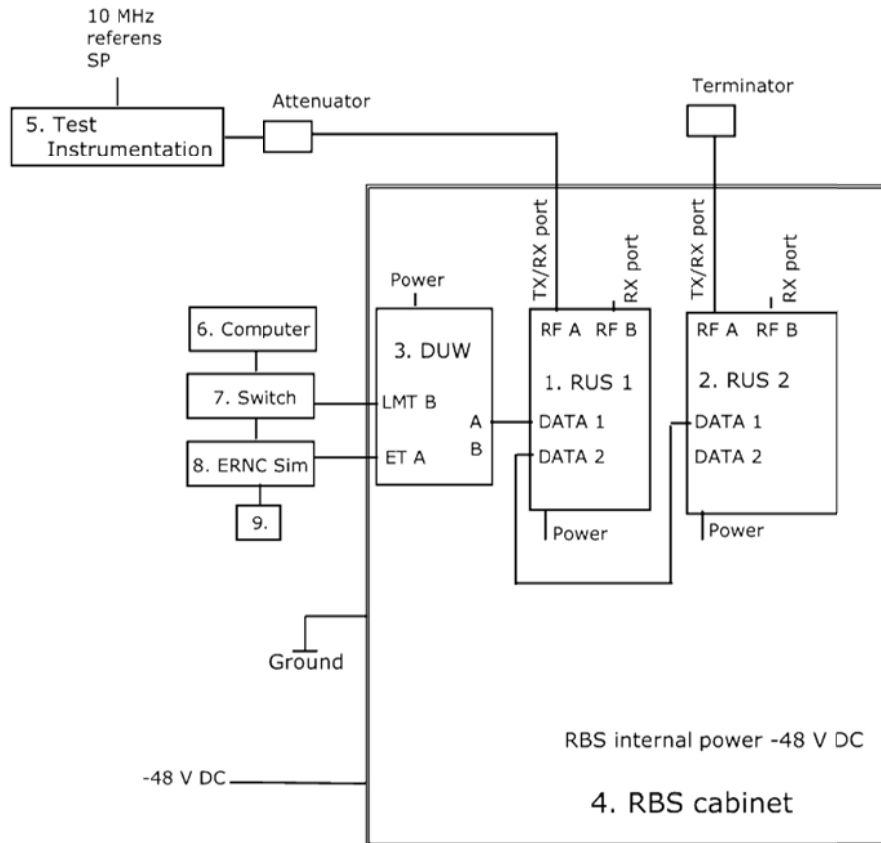 10 MHz
referens
SP
Attenuator
Terminator
5. Test
Instrumentation
TX/RX port
RX port
TX/RX port
RX port
Power
6. Computer
3. DUW
RF A RF B
RF A RF B
1. RUS 1
2. RUS 2
7. Switch
LMT B
A
DATA 1
DATA 1
B
DATA 2
DATA 2
8. ERNC Sim
ET A
9.
Power
Power
Ground
RBS internal power -48 V DC
-48 V DC
4. RBS cabinet